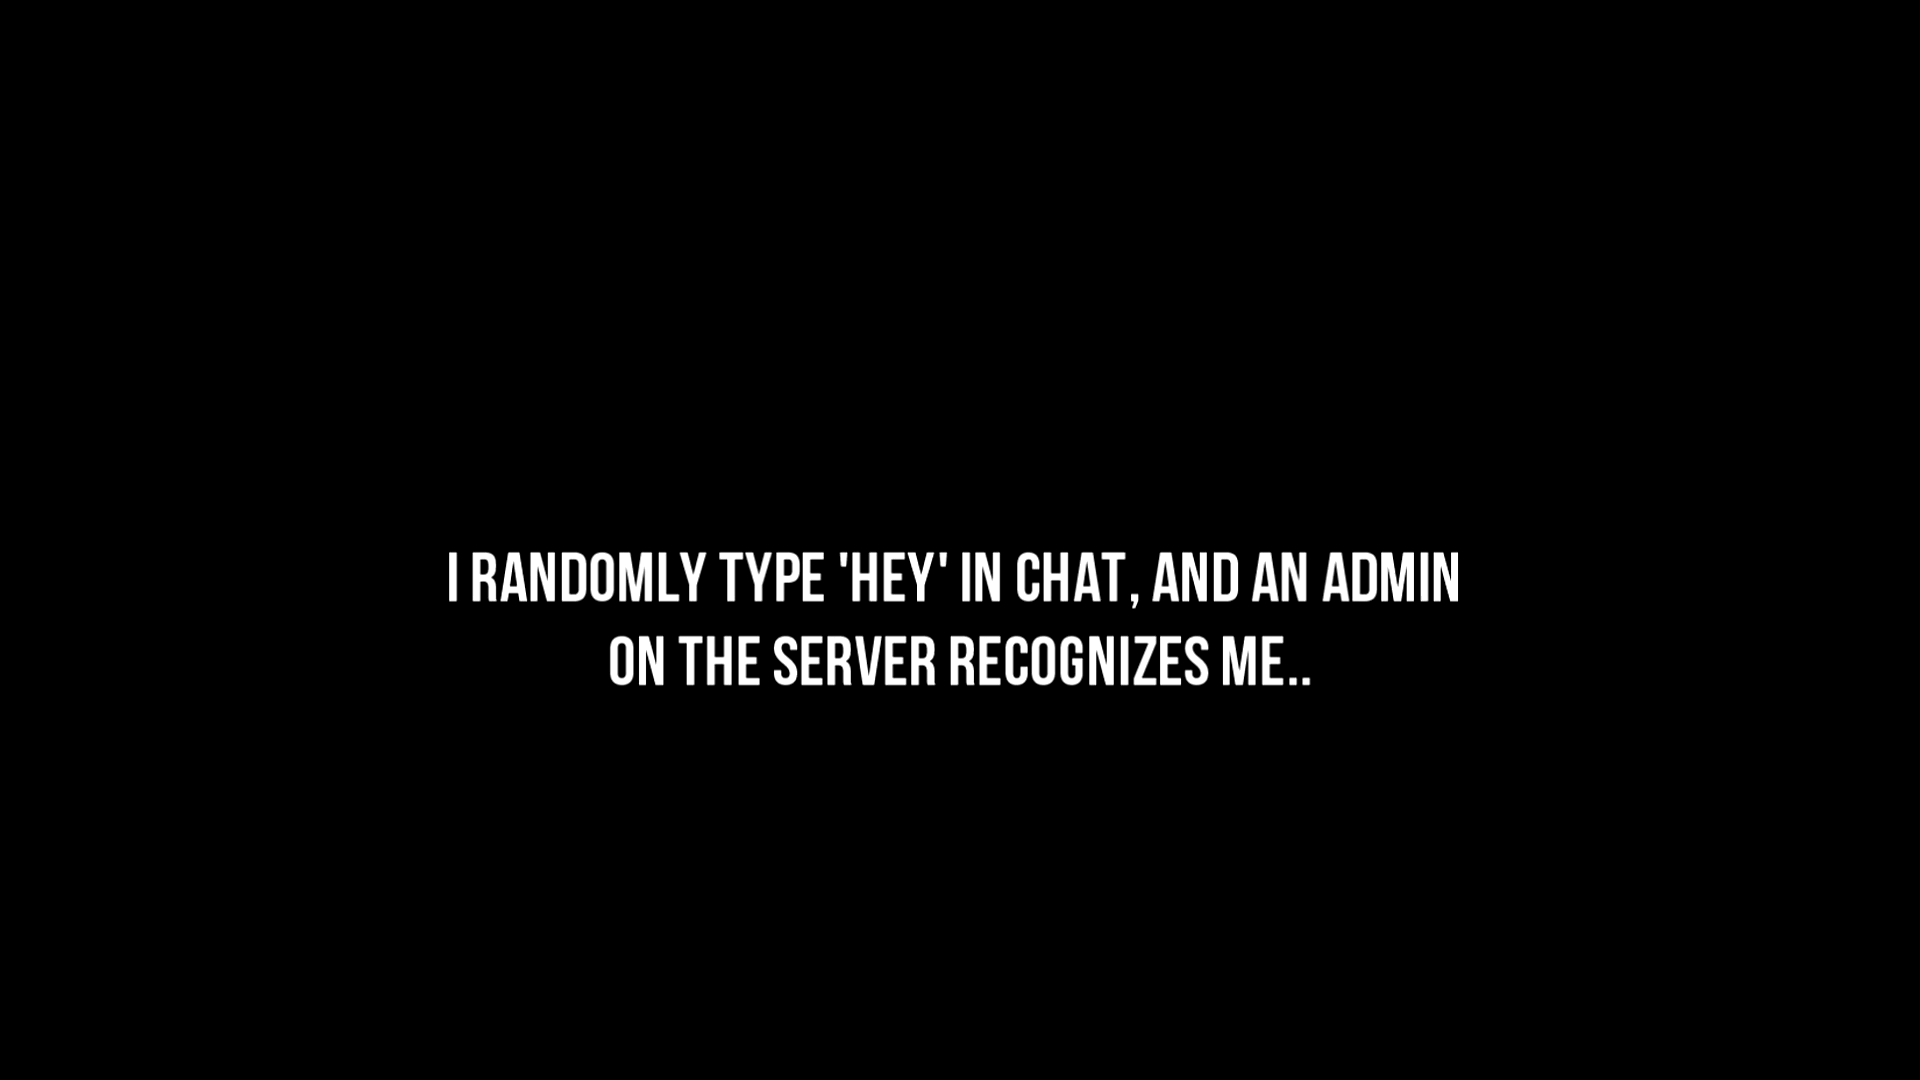 I RANDOMLY TYPE 'HEY' IN CHAT, AND AN ADMIN
ON THE SERVER RECOGNIZES ME..